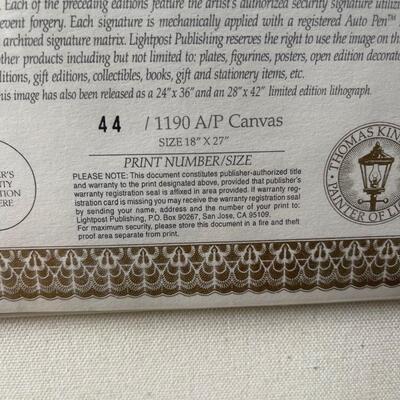 Each of the preceding editions feature the artist's authorized security signature
event forgery. Each signature is mechanically applied with a registered Auto Pen™
archived signature matrix. Lightpost Publishing reserves the right to use the image on
other products including but not limited to: plates, figurines, posters, open edition
litions, gift editions, collectibles, books, gift and stationery items, etc.
his image has also been released as a 24" x 36" and an 28" x 42" limited edition lithograph.
44 / 1190 A/P Canvas
SIZE 18" X 27"
PRINT NUMBER/SIZE
PLEASE NOTE: This document constitutes publisher-authorized title
and warranty to the print designated above, provided that publisher's
warranty registration seal is affixed in area provided. If warranty reg-
istration card is missing you may receive the warranty registration seal
by sending your name, address and the number of your print to:
Lightpost Publishing, P.O. Box 90267, San Jose, CA 95109.
For maximum security, please store this document in a fire and theft
proof area separate from print.
ER'S
NTY
TION
ERE
THOMAS KIN
PAINTER OF LI